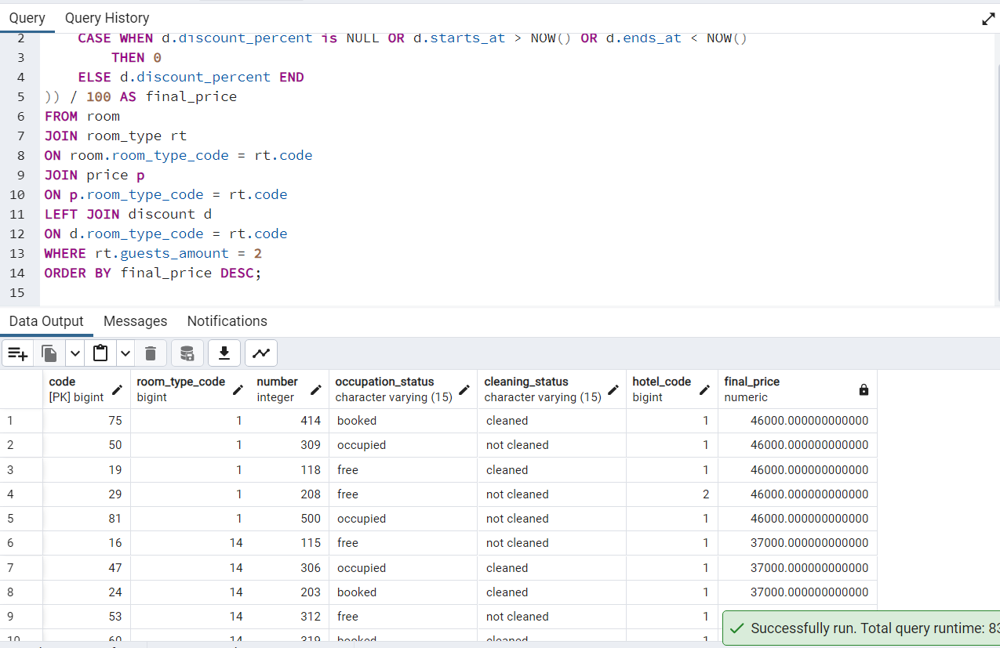 Query Query History
2 CASE WHEN d.discount_percent is NULL OR d.starts_at > NOW() OR d.ends_at < NOW()
3 THEN 0
4 ELSE d.discount_percent END
5 )) / 100 AS final_price
6 FROM room
7 JOIN room_type rt
8 ON room.room_type_code = rt.code
9 JOIN price p
10 ON p.room_type_code = rt.code
11 LEFT JOIN discount d
12 ON d.room_type_code = rt.code
13 WHERE rt.guests_amount = 2
14 ORDER BY final_price DESC;
15
Data Output Messages Notifications
code room_type_code number occupation_status cleaning_status hotel_code final_price
[PK] bigint bigint integer character varying (15) character varying (15) bigint numeric
1 75 1 414 booked cleaned 1 46000.000000000000
2 50 1 309 occupied not cleaned 1 46000.000000000000
3 19 1 118 free cleaned 1 46000.000000000000
4 29 1 208 free not cleaned 2 46000.000000000000
5 81 1 500 occupied not cleaned 1 46000.000000000000
6 16 14 115 free not cleaned 1 37000.000000000000
7 47 14 306 occupied cleaned 1 37000.000000000000
8 24 14 203 booked cleaned 1 37000.000000000000
9 53 14 312 free not cleaned 1
Successfully run. Total query runtime: 83
10 60 14 319 booked cleaned 1